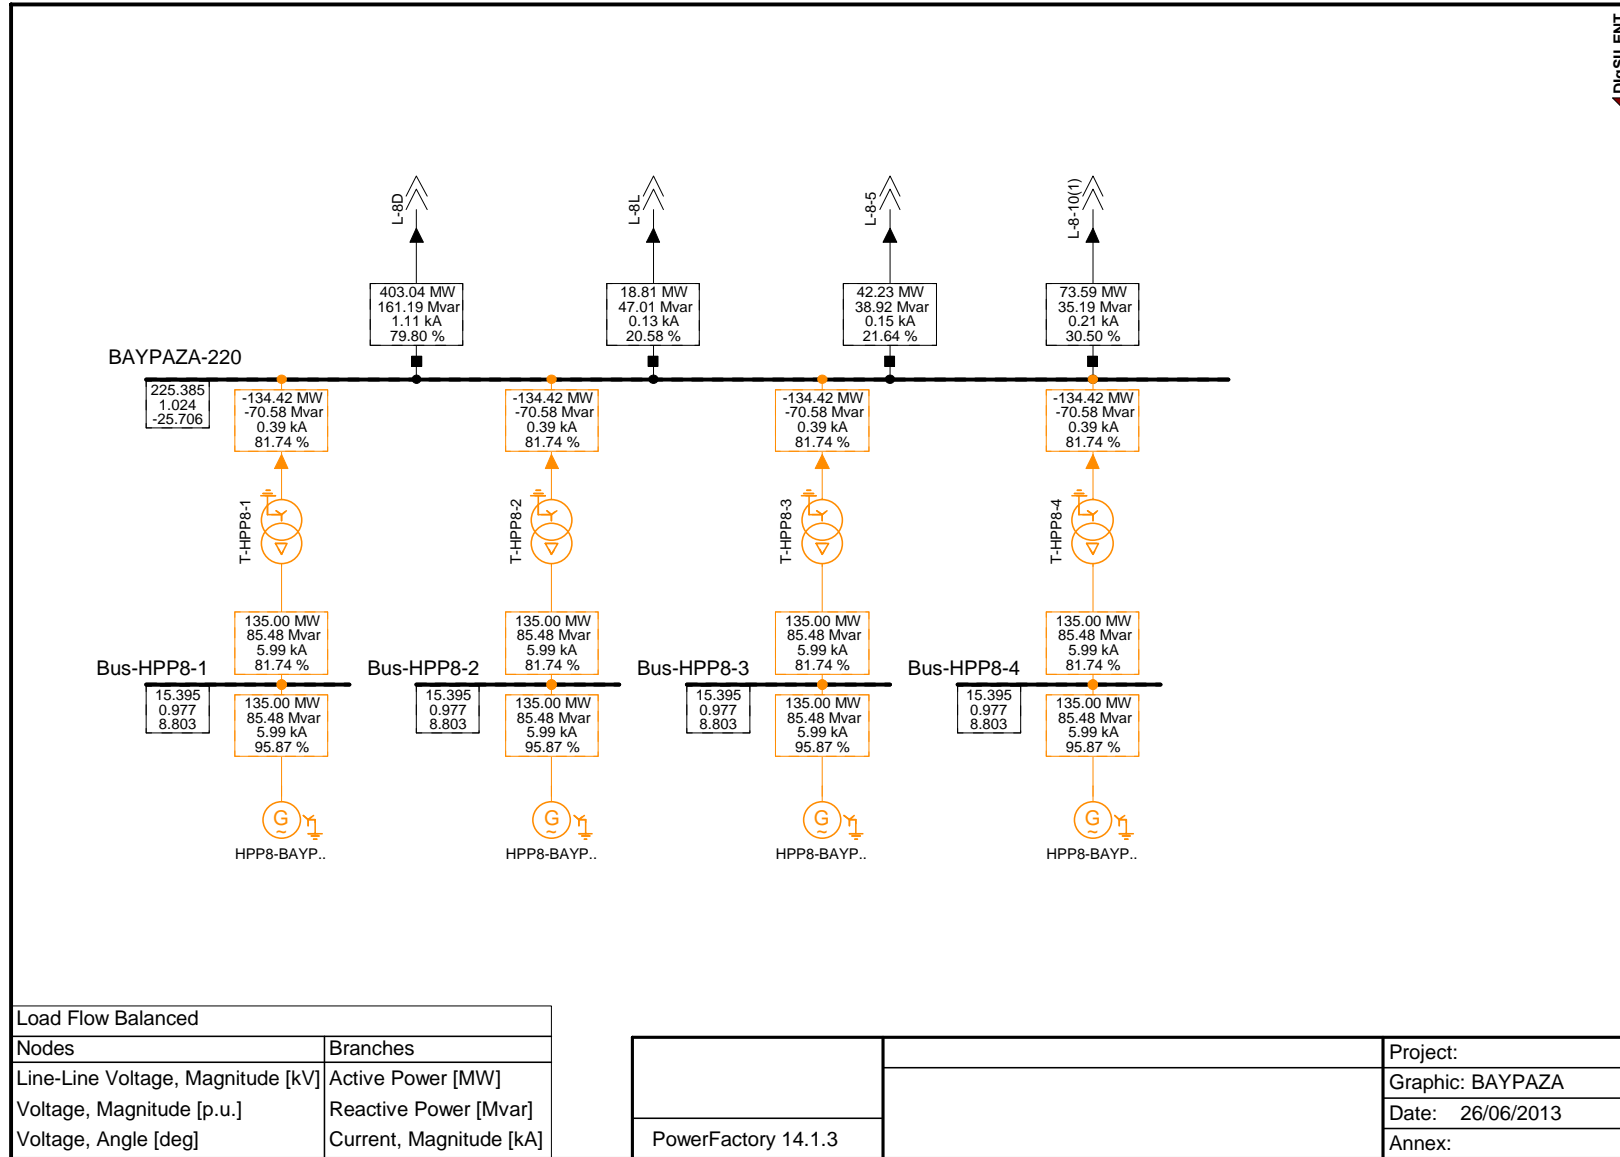 DIgSILENT
L-8D
L-8L
L-8-5
L-8-10(1)
403.04 MW
161.19 Mvar
1.11 kA
79.80 %
18.81 MW
47.01 Mvar
0.13 kA
20.58 %
42.23 MW
38.92 Mvar
0.15 kA
21.64 %
73.59 MW
35.19 Mvar
0.21 kA
30.50 %
BAYPAZA-220
225.385
1.024
-25.706
-134.42 MW
-70.58 Mvar
0.39 kA
81.74 %
-134.42 MW
-70.58 Mvar
0.39 kA
81.74 %
-134.42 MW
-70.58 Mvar
0.39 kA
81.74 %
-134.42 MW
-70.58 Mvar
0.39 kA
81.74 %
T-HPP8-1
T-HPP8-2
T-HPP8-3
T-HPP8-4
135.00 MW
85.48 Mvar
5.99 kA
81.74 %
135.00 MW
85.48 Mvar
5.99 kA
81.74 %
135.00 MW
85.48 Mvar
5.99 kA
81.74 %
135.00 MW
85.48 Mvar
5.99 kA
81.74 %
Bus-HPP8-1
Bus-HPP8-2
Bus-HPP8-3
Bus-HPP8-4
15.395
0.977
8.803
135.00 MW
85.48 Mvar
5.99 kA
95.87 %
15.395
0.977
8.803
135.00 MW
85.48 Mvar
5.99 kA
95.87 %
15.395
0.977
8.803
135.00 MW
85.48 Mvar
5.99 kA
95.87 %
15.395
0.977
8.803
135.00 MW
85.48 Mvar
5.99 kA
95.87 %
G
~
G
~
G
~
G
~
HPP8-BAYP..
HPP8-BAYP..
HPP8-BAYP..
HPP8-BAYP..
Load Flow Balanced
Nodes
Branches
Line-Line Voltage, Magnitude [kV]
Active Power [MW]
Voltage, Magnitude [p.u.]
Reactive Power [Mvar]
Voltage, Angle [deg]
Current, Magnitude [kA]
PowerFactory 14.1.3
Project:
Graphic: BAYPAZA
Date: 26/06/2013
Annex: